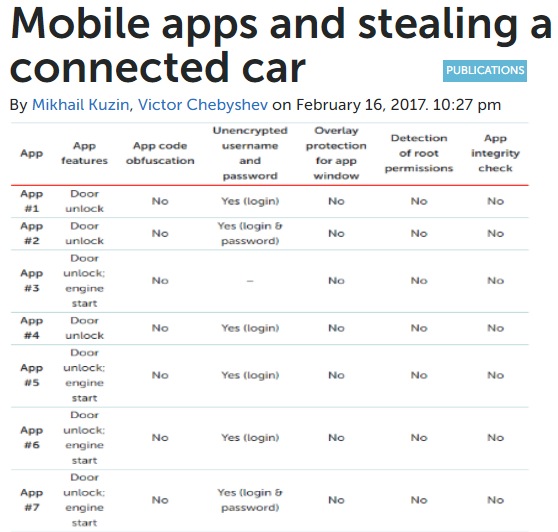 Mobile apps and stealing a
connected car
PUBLICATIONS
By Mikhail Kuzin, Victor Chebyshev on February 16, 2017. 10:27 pm
App | App features | App code obfuscation | Unencrypted username and password | Overlay protection for app window | Detection of root permissions | App integrity check
App #1 | Door unlock | No | Yes (login) | No | No | No
App #2 | Door unlock | No | Yes (login & password) | No | No | No
App #3 | Door unlock; engine start | No | – | No | No | No
App #4 | Door unlock | No | Yes (login) | No | No | No
App #5 | Door unlock; engine start | No | Yes (login) | No | No | No
App #6 | Door unlock; engine start | No | Yes (login) | No | No | No
App #7 | Door unlock; engine start | No | Yes (login & password) | No | No | No